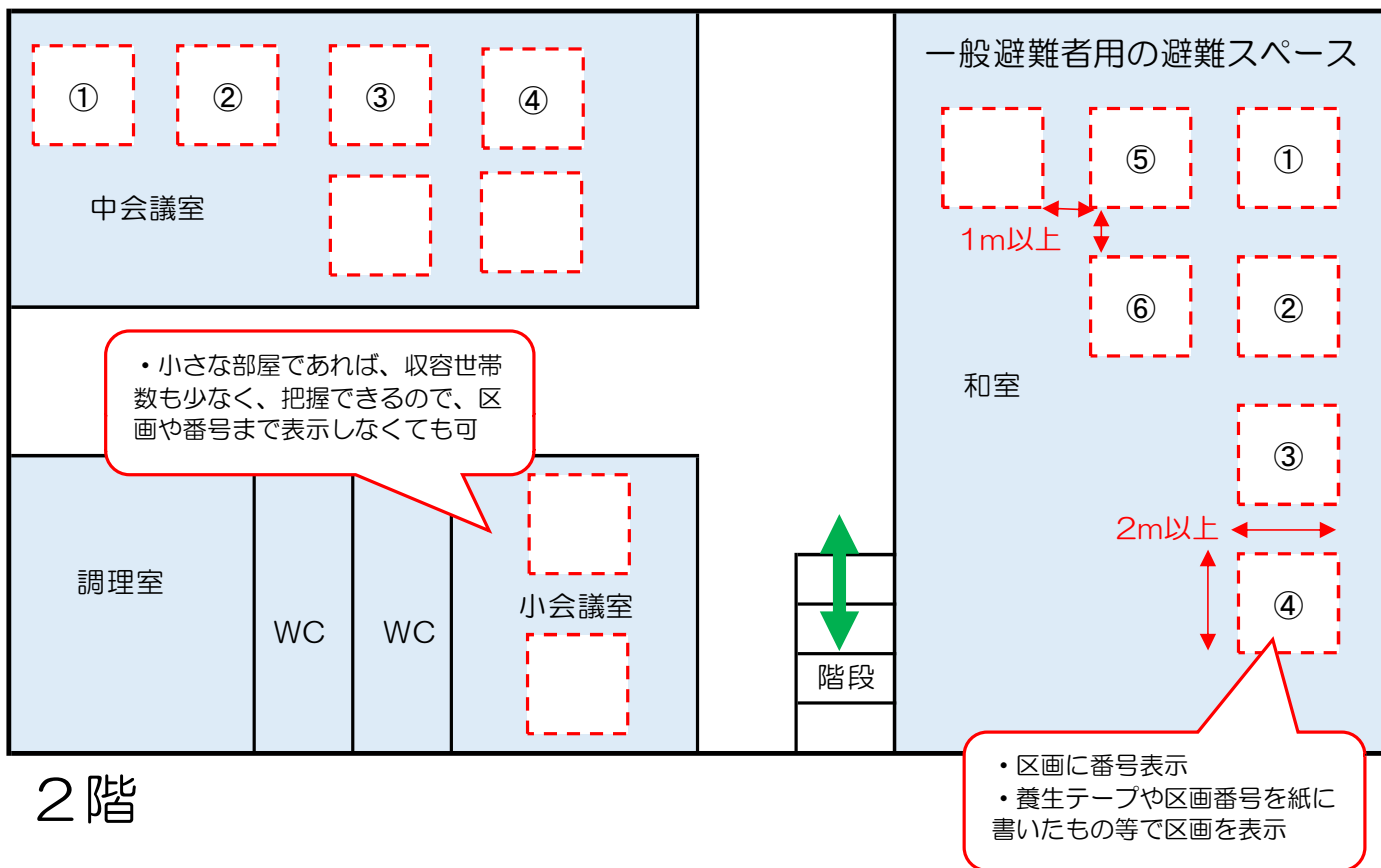 ①
②
③
④
中会議室
一般避難者用の避難スペース
⑤
①
1m以上
⑥
②
和室
③
2m以上
④
・小さな部屋であれば、収容世帯
数も少なく、把握できるので、区
画や番号まで表示しなくても可
調理室
WC
WC
小会議室
階段
・区画に番号表示
・養生テープや区画番号を紙に
書いたもの等で区画を表示
2階